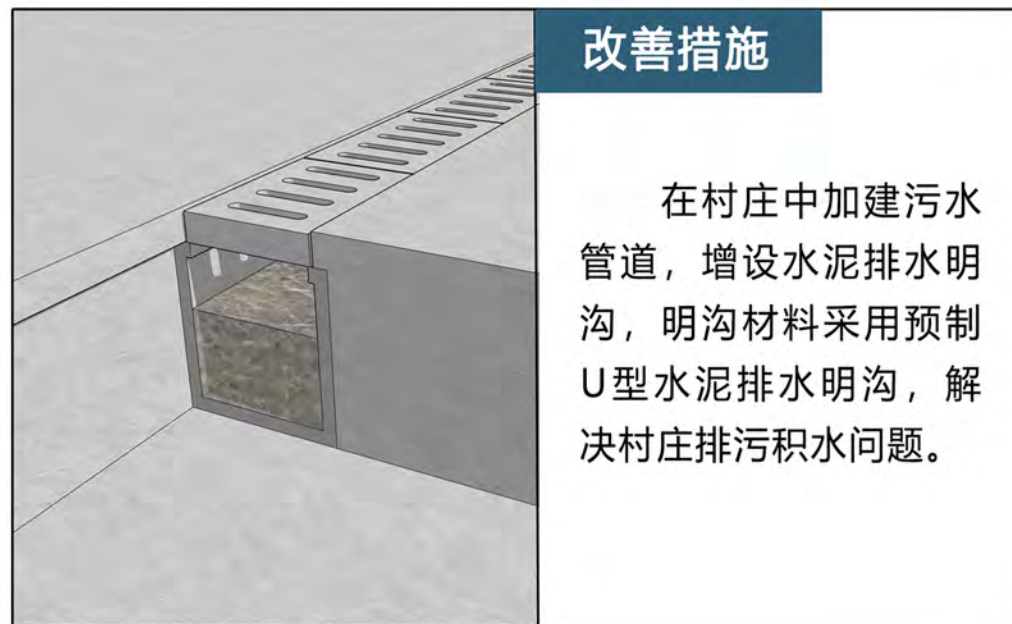 改善措施
在村庄中加建污水
管道，增设水泥排水明
沟，明沟材料采用预制
U型水泥排水明沟，解
决村庄排污积水问题。